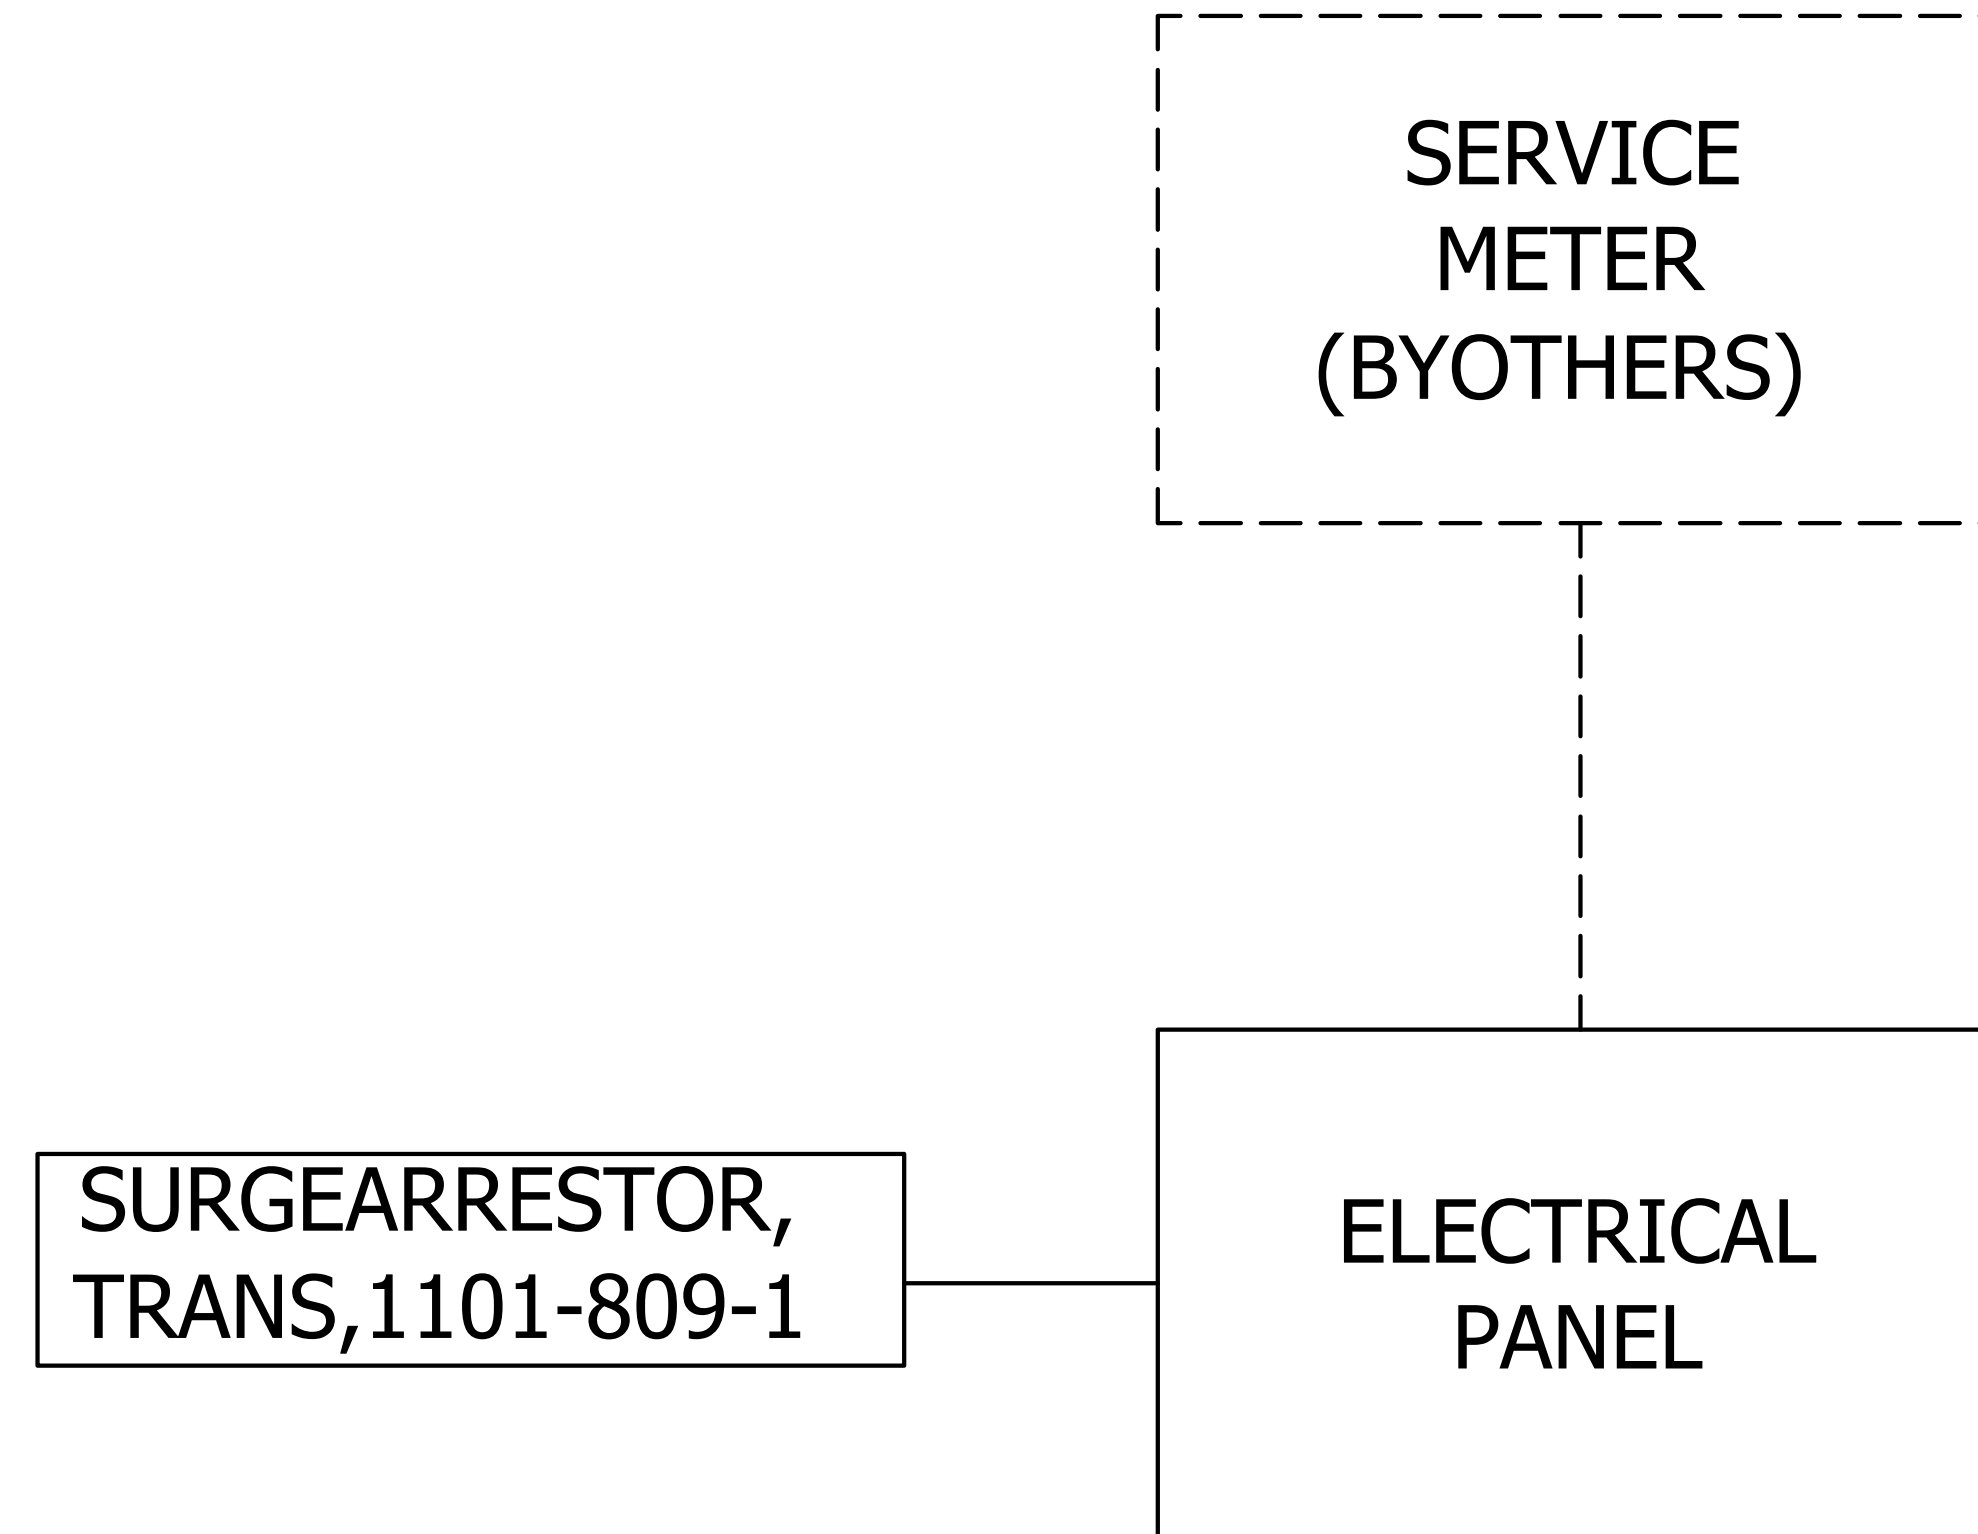 SERVICE
METER
(BYOTHERS)
SURGEARRESTOR,
TRANS,1101-809-1
ELECTRICAL
PANEL